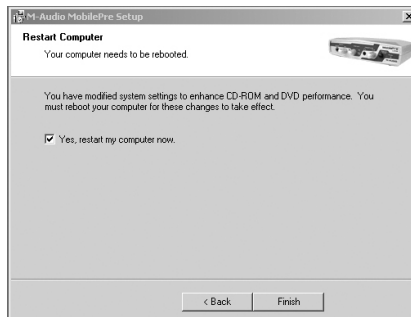 M-Audio MobilePre Setup
Restart Computer
Your computer needs to be rebooted.
You have modified system settings to enhance CD-ROM and DVD performance. You
must reboot your computer for these changes to take effect.
Yes, restart my computer now.
< Back
Finish